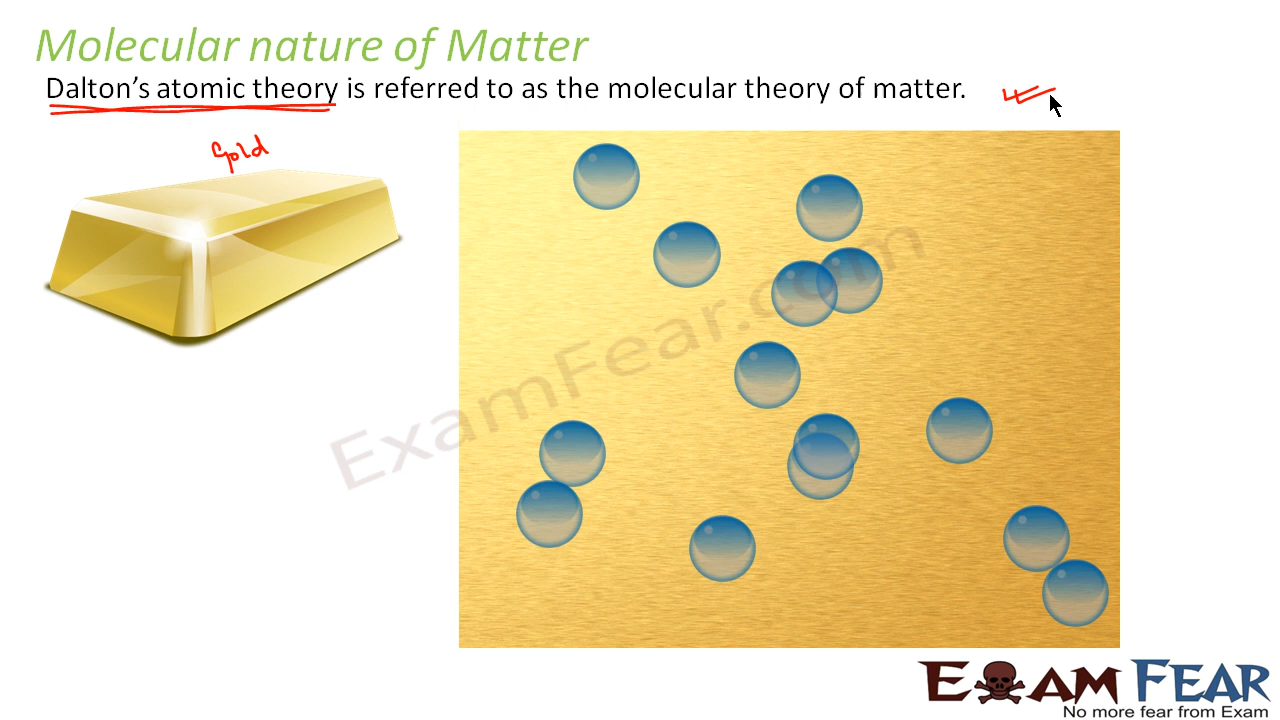 Molecular nature of Matter
Dalton's atomic theory is referred to as the molecular theory of matter.
Gold
ExamFear.com
EXAM FEAR
No more fear from Exam